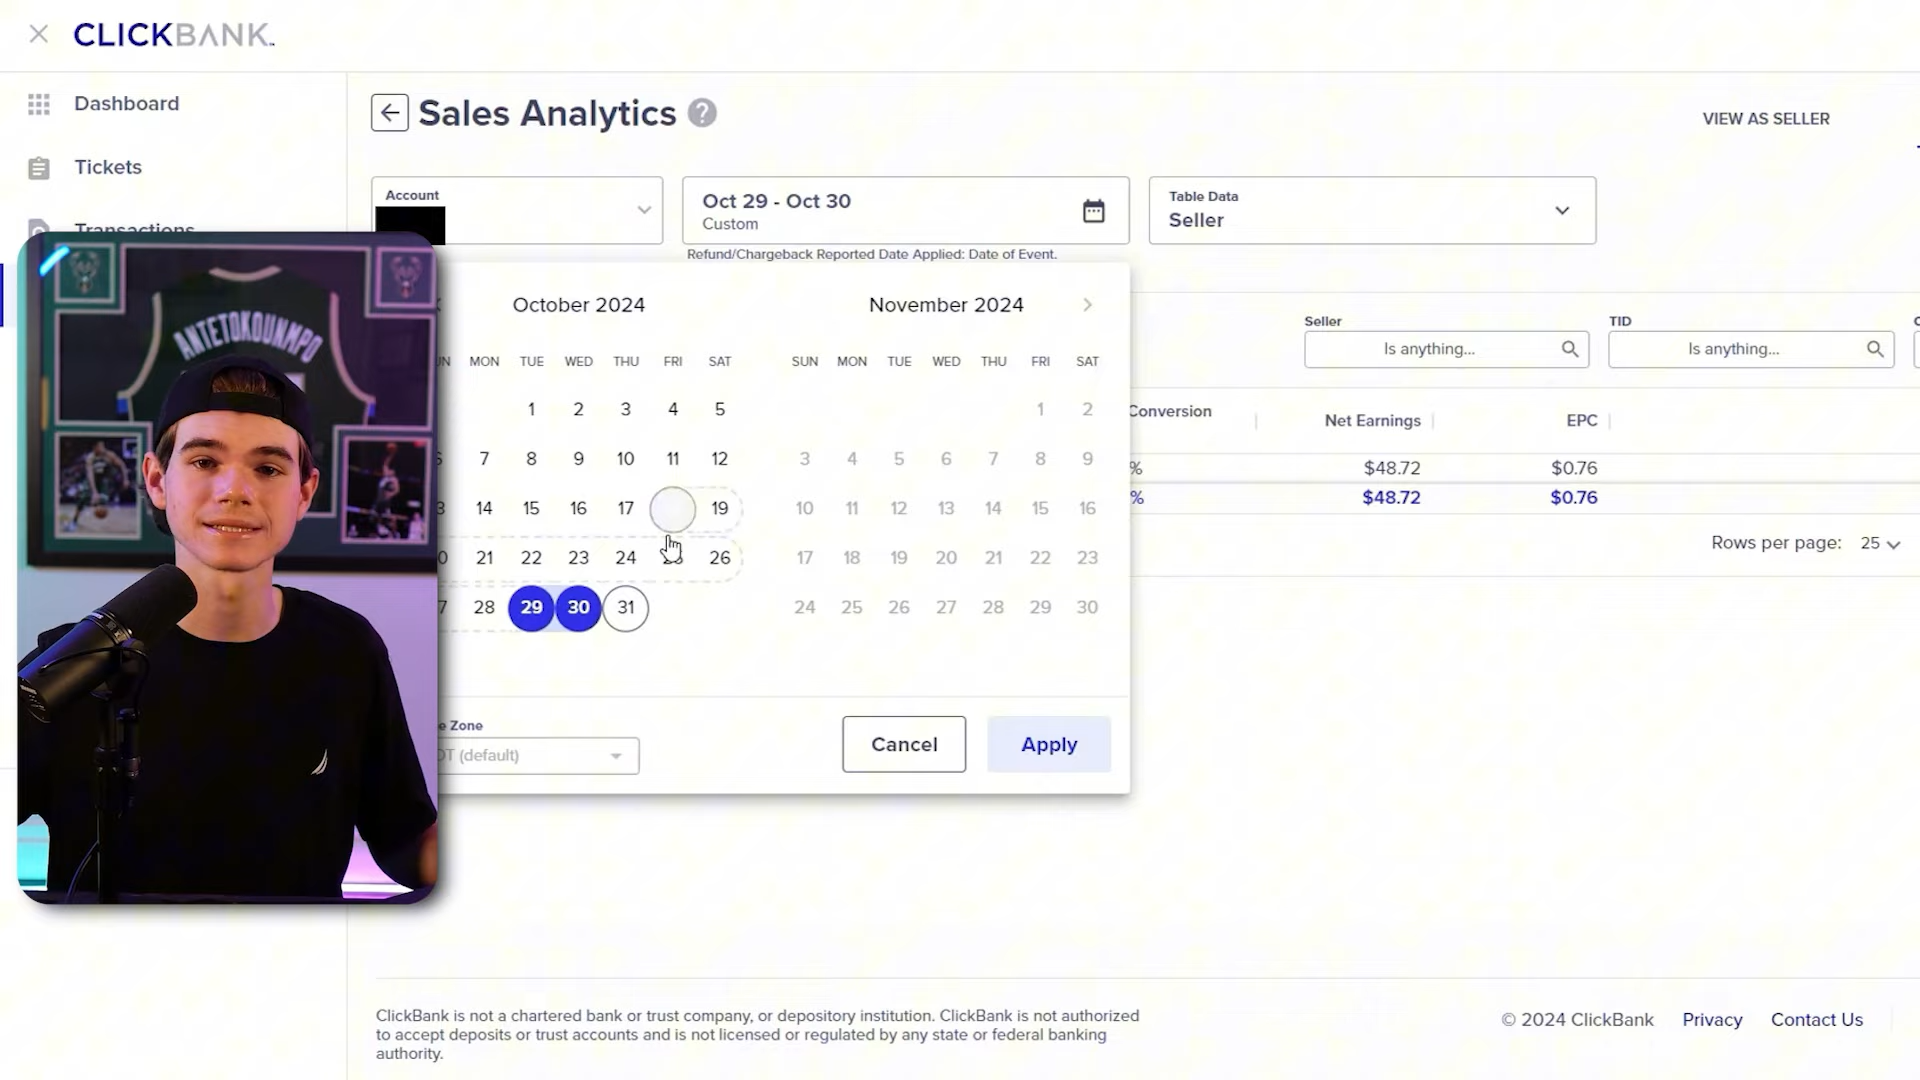 CLICKBANK
Dashboard
Sales Analytics ?
VIEW AS SELLER
Tickets
Transactions
Account
Oct 29 - Oct 30
Custom
Table Data
Seller
Refund/Chargeback Reported Date Applied: Date of Event.
October 2024
November 2024
MON TUE WED THU FRI SAT
SUN MON TUE WED THU FRI SAT
1 2 3 4 5
1 2
7 8 9 10 11 12
3 4 5 6 7 8 9
14 15 16 17 19
10 11 12 13 14 15 16
21 22 23 24 26
17 18 19 20 21 22 23
28 29 30 31
24 25 26 27 28 29 30
e Zone
DT (default)
Cancel
Apply
Seller
TID
Is anything...
Is anything...
Conversion
Net Earnings
EPC
% $48.72 $0.76
% $48.72 $0.76
Rows per page: 25
ANTETOKOUNMPO
ClickBank is not a chartered bank or trust company, or depository institution. ClickBank is not authorized
to accept deposits or trust accounts and is not licensed or regulated by any state or federal banking
authority.
© 2024 ClickBank
Privacy
Contact Us